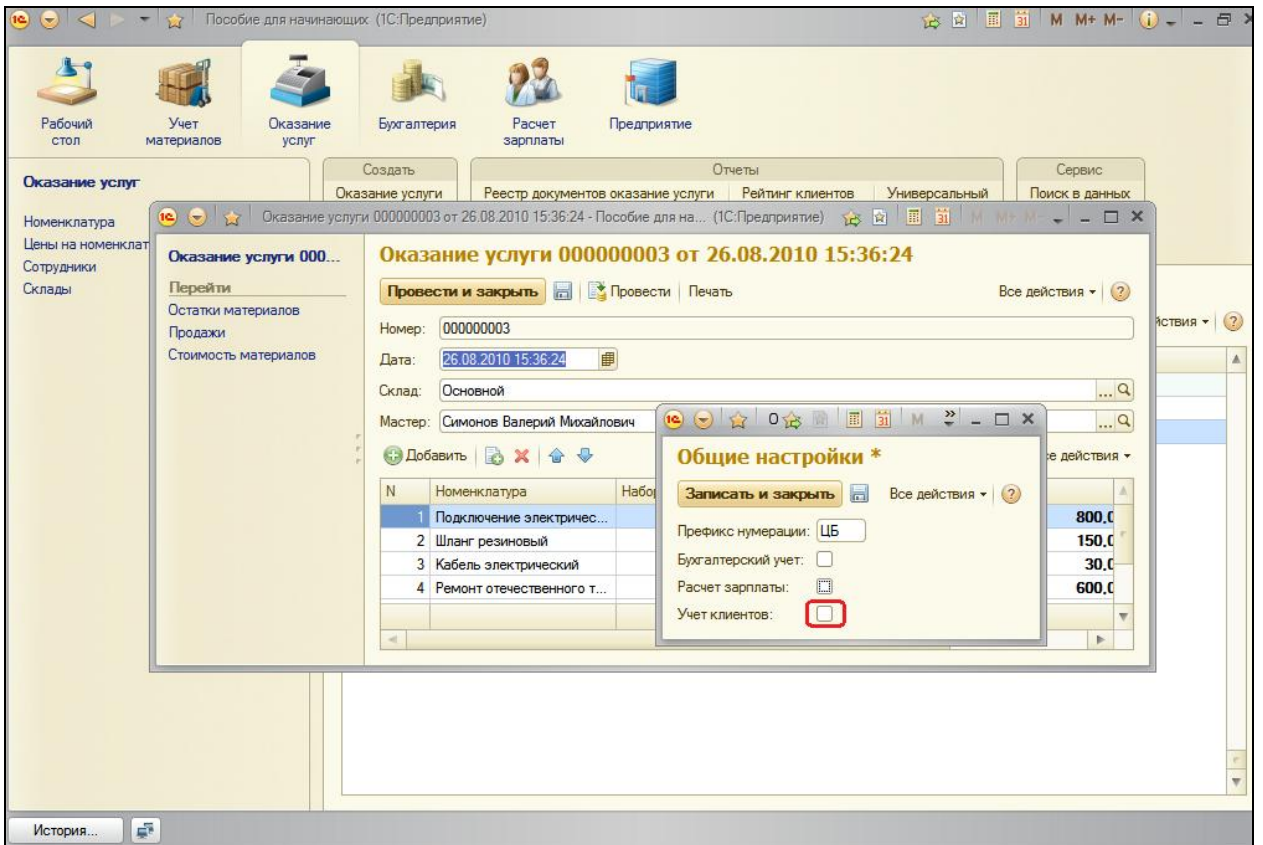 Пособие для начинающих (1С:Предприятие)
M M+ M-
Рабочий стол
Учет материалов
Оказание услуг
Бухгалтерия
Расчет зарплаты
Предприятие
Оказание услуг
Номенклатура
Цены на номенклат
Сотрудники
Склады
Создать
Оказание услуги
Отчеты
Реестр документов оказание услуги Рейтинг клиентов Универсальный
Сервис
Поиск в данных
йствия
Оказание услуги 000000003 от 26.08.2010 15:36:24 - Пособие для на... (1С:Предприятие) M M+ M-
Оказание услуги 000...
Перейти
Остатки материалов
Продажи
Стоимость материалов
Оказание услуги 000000003 от 26.08.2010 15:36:24
Провести и закрыть Провести Печать Все действия
Номер: 000000003
Дата: 26.08.2010 15:36:24
Склад: Основной
Мастер: Симонов Валерий Михайлович
Добавить
се действия
N Номенклатура Набор
1 Подключение электричес... 800,0
2 Шланг резиновый 150,0
3 Кабель электрический 30,0
4 Ремонт отечественного т... 600,0
О M
Общие настройки *
Записать и закрыть Все действия
Префикс нумерации: ЦБ
Бухгалтерский учет:
Расчет зарплаты:
Учет клиентов:
История...